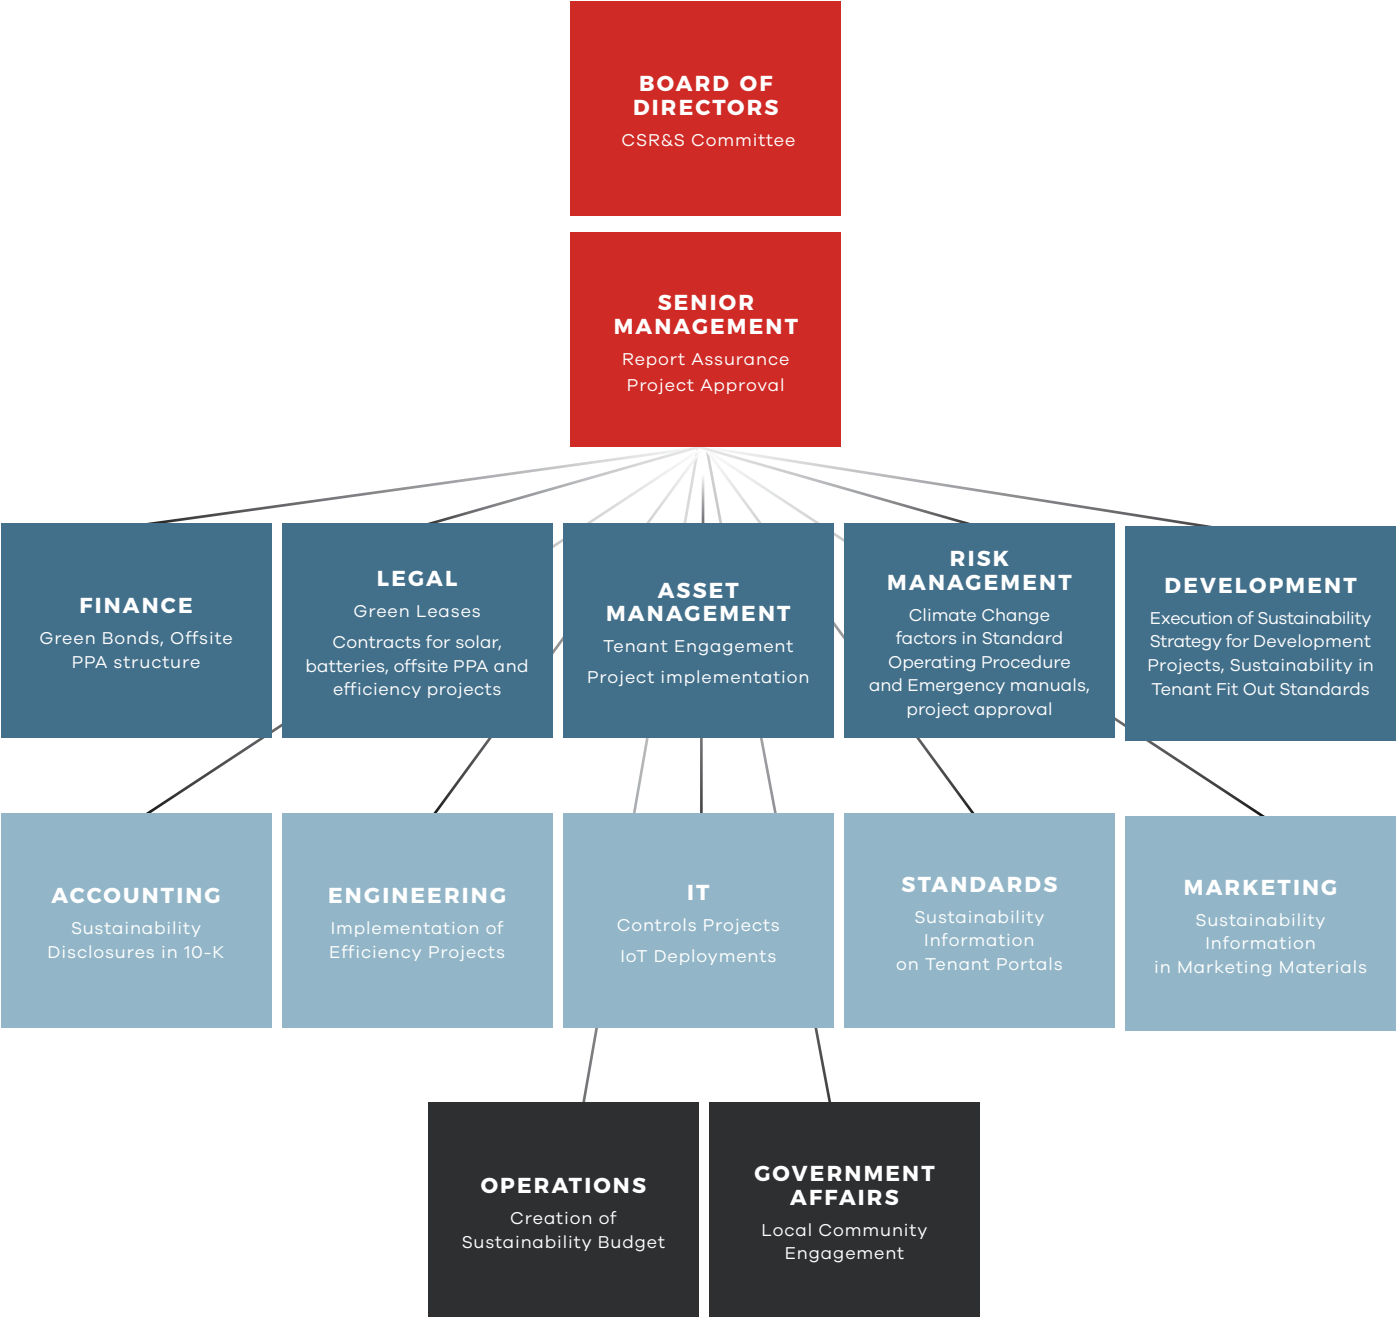 BOARD OF
DIRECTORS
CSR&S Committee
SENIOR
MANAGEMENT
Report Assurance
Project Approval
FINANCE
Green Bonds, Offsite
PPA structure
LEGAL
Green Leases
Contracts for solar,
batteries, offsite PPA and
efficiency projects
ASSET
MANAGEMENT
Tenant Engagement
Project implementation
RISK
MANAGEMENT
Climate Change
factors in Standard
Operating Procedure
and Emergency manuals,
project approval
DEVELOPMENT
Execution of Sustainability
Strategy for Development
Projects, Sustainability in
Tenant Fit Out Standards
ACCOUNTING
Sustainability
Disclosures in 10-K
ENGINEERING
Implementation of
Efficiency Projects
IT
Controls Projects
IoT Deployments
STANDARDS
Sustainability
Information
on Tenant Portals
MARKETING
Sustainability
Information
in Marketing Materials
OPERATIONS
Creation of
Sustainability Budget
GOVERNMENT
AFFAIRS
Local Community
Engagement